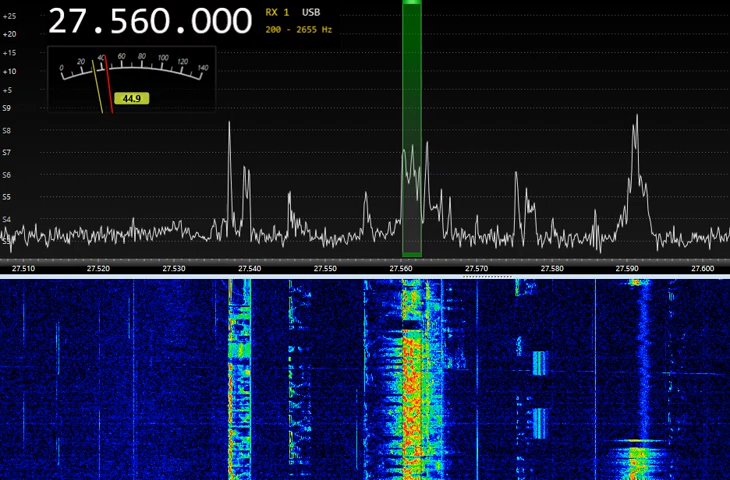 27.560.000
RX 1 USB
200 - 2655 Hz
0 20 40 60 80 100 120 140
44.9
+25
+20
+15
+10
+5
S9
S8
S7
S6
S5
S4
27.510 27.520 27.530 27.540 27.550 27.560 27.570 27.580 27.590 27.600